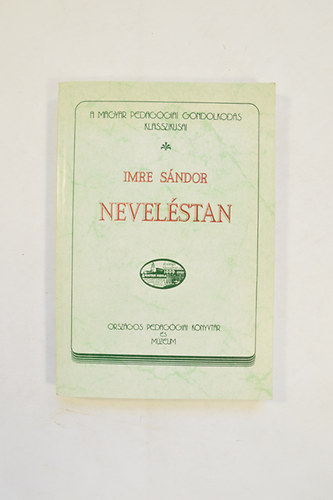 A MAGYAR PEDAGÓGIAI GONDOLKODÁS
KLASSZIKUSAI
IMRE SÁNDOR
NEVELÉSTAN
ORSZÁGOS PEDAGÓGIAI KÖNYVTÁR
ÉS
MÚZEUM